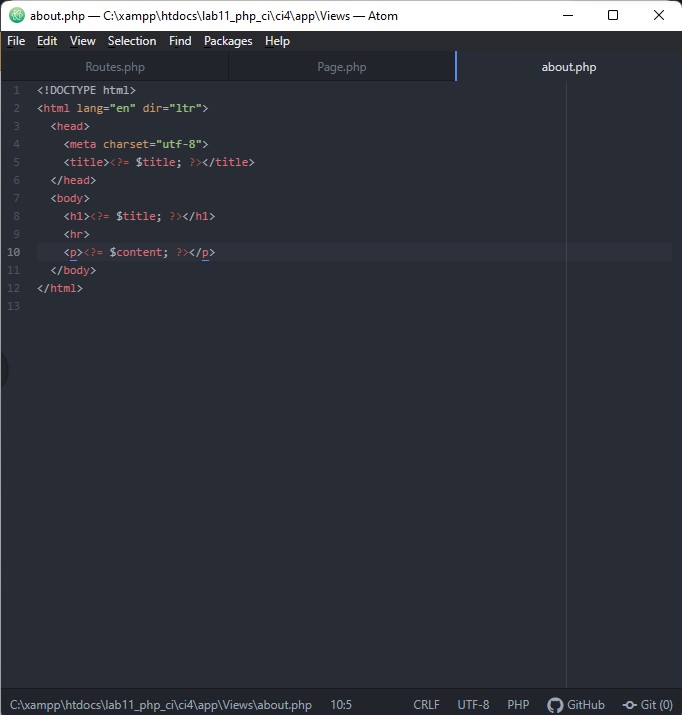 about.php — C:\xampp\htdocs\lab11_php_ci\ci4\app\Views — Atom
File Edit View Selection Find Packages Help
Routes.php Page.php about.php
1 <!DOCTYPE html>
2 <html lang="en" dir="ltr">
3 <head>
4 <meta charset="utf-8">
5 <title><?= $title; ?></title>
6 </head>
7 <body>
8 <h1><?= $title; ?></h1>
9 <hr>
10 <p><?= $content; ?></p>
11 </body>
12 </html>
13
C:\xampp\htdocs\lab11_php_ci\ci4\app\Views\about.php 10:5 CRLF UTF-8 PHP GitHub Git (0)